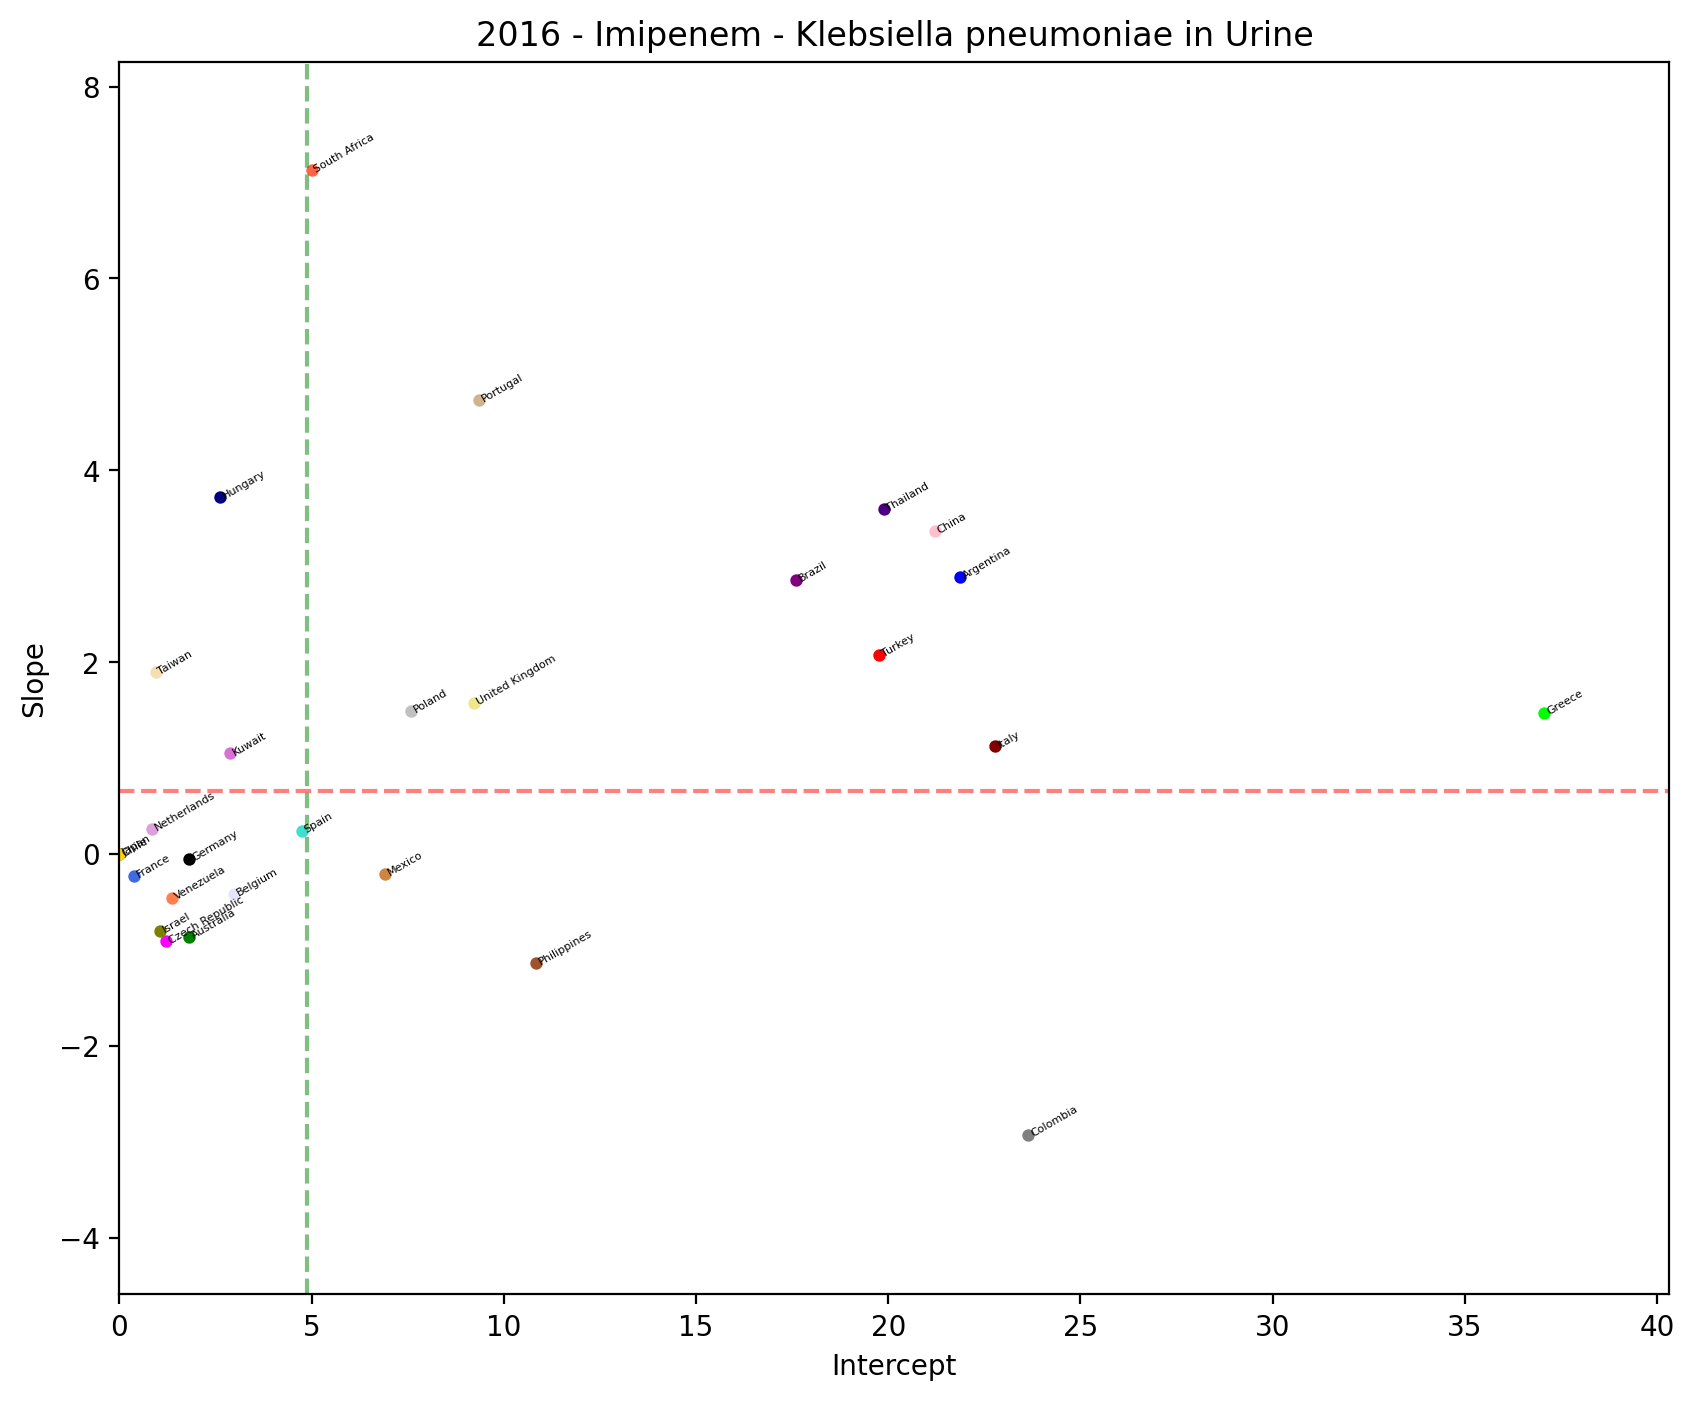 2016 - Imipenem - Klebsiella pneumoniae in Urine
8
South Africa
6
Portugal
4
Hungary
Thailand
China
Argentina
Brazil
Slope
2
Taiwan
Turkey
United Kingdom
Poland
Greece
Kuwait
Italy
Netherlands
Spain
0
Chile
Germany
France
Mexico
Venezuela
Belgium
Israel
Czech Republic
Australia
Philippines
−2
Colombia
−4
0 5 10 15 20 25 30 35 40
Intercept